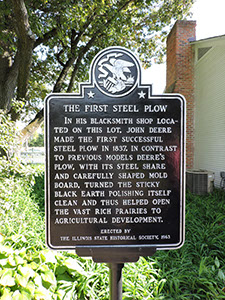 THE FIRST STEEL PLOW
IN HIS BLACKSMITH SHOP LOCA-
TED ON THIS LOT, JOHN DEERE
MADE THE FIRST SUCCESSFUL
STEEL PLOW IN 1837. IN CONTRAST
TO PREVIOUS MODELS DEERE'S
PLOW, WITH ITS STEEL SHARE
AND CAREFULLY SHAPED MOLD
BOARD, TURNED THE STICKY
BLACK EARTH POLISHING ITSELF
CLEAN AND THUS HELPED OPEN
THE VAST RICH PRAIRIES TO
AGRICULTURAL DEVELOPMENT.
ERECTED BY
THE ILLINOIS STATE HISTORICAL SOCIETY, 1963